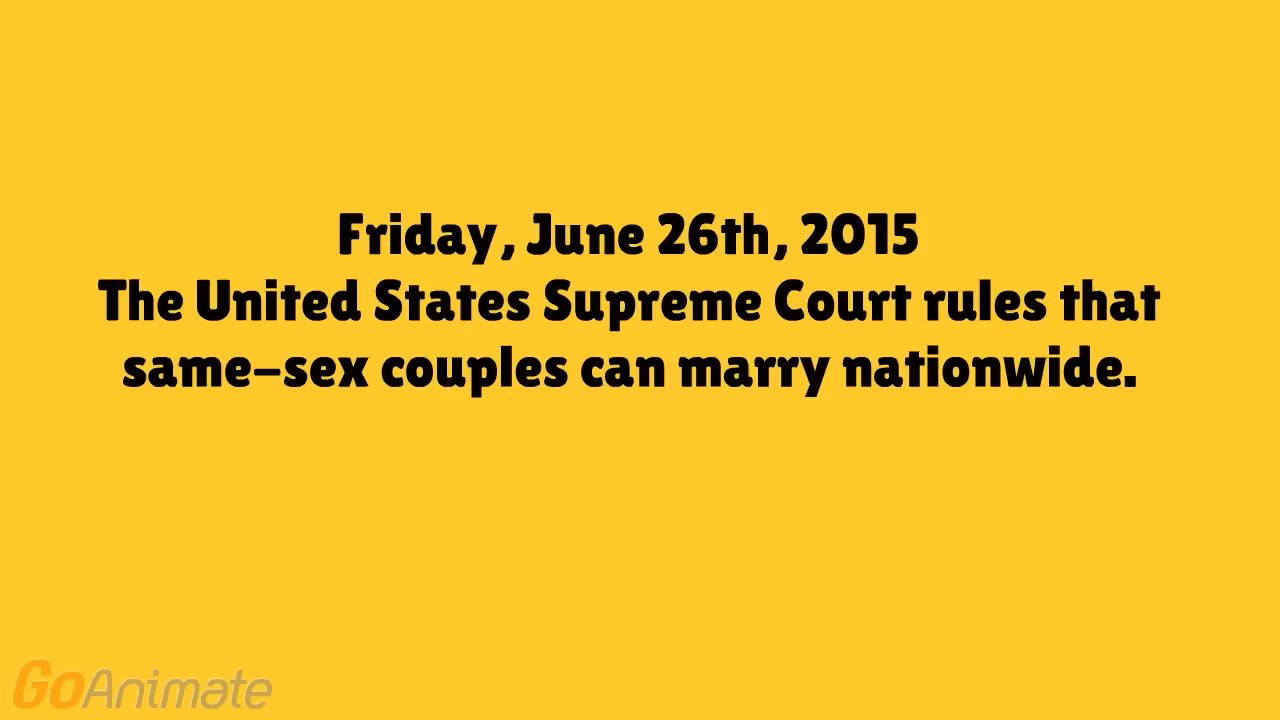 Friday, June 26th, 2015
The United States Supreme Court rules that
same-sex couples can marry nationwide.
GoAnimate